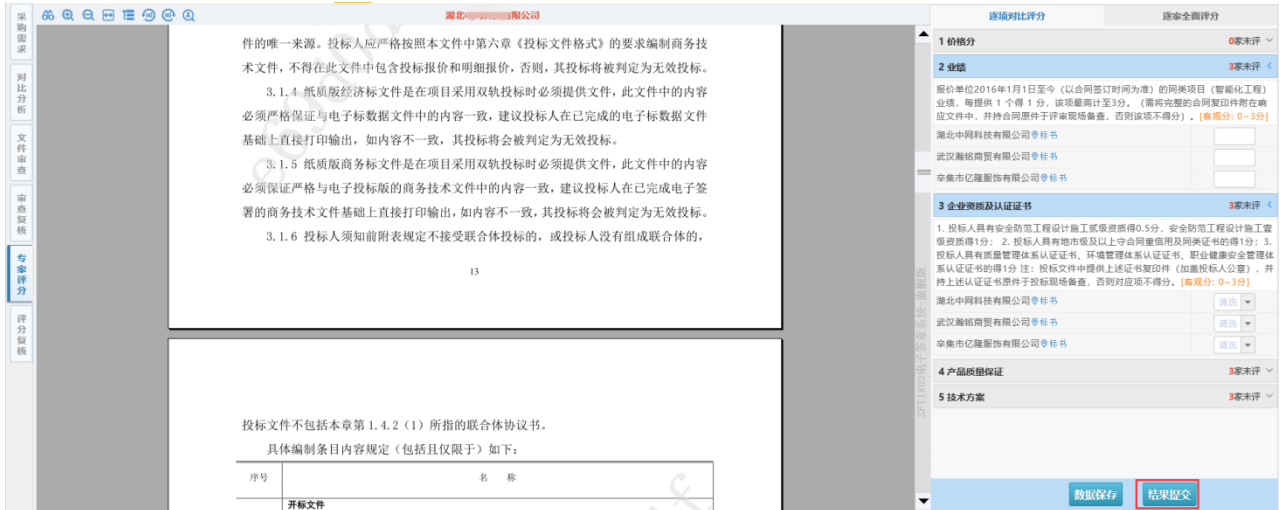 采购需求
对比分析
文件审查
审查复核
专家评分
评分复核
湖北 限公司
件的唯一来源。投标人应严格按照本文件中第六章《投标文件格式》的要求编制商务技
术文件，不得在此文件中包含投标报价和明细报价，否则，其投标将被判定为无效投标。
3.1.4 纸质版经济标文件是在项目采用双轨投标时必须提供文件，此文件中的内容
必须严格保证与电子标数据文件中的内容一致，建议投标人在已完成的电子标数据文件
基础上直接打印输出，如内容不一致，其投标将会被判定为无效投标。
3.1.5 纸质版商务标文件是在项目采用双轨投标时必须提供文件，此文件中的内容
必须保证严格与电子投标版的商务技术文件中的内容一致，建议投标人在已完成电子签
署的商务技术文件基础上直接打印输出，如内容不一致，其投标将会被判定为无效投标。
3.1.6 投标人须知前附表规定不接受联合体投标的，或投标人没有组成联合体的，
13
投标文件不包括本章第 1.4.2（1）所指的联合体协议书。
具体编制条目内容规定（包括且仅限于）如下：
序号 名 称
开标文件
逐项对比评分 逐家全面评分
1 价格分 0家未评
2 业绩 3家未评
报价单位2016年1月1日至今（以合同签订时间为准）的同类项目（智能化工程）
业绩，每提供 1 个得 1 分，该项最高计至3分。（需将完整的合同复印件附在响
应文件中，并持合同原件于评审现场备查，否则该项不得分）。[客观分: 0~3分]
湖北中网科技有限公司 标书
武汉瀚铭商贸有限公司 标书
辛集市亿隆服饰有限公司 标书
3 企业资质及认证证书 3家未评
1. 投标人具有安全防范工程设计施工贰级资质得0.5分，安全防范工程设计施工壹
级资质得1分； 2. 投标人具有地市级及以上守合同重信用及同类证书的得1分；3.
投标人具有质量管理体系认证证书、环境管理体系认证证书、职业健康安全管理体
系认证证书的得1分 注：投标文件中提供上述证书复印件（加盖投标人公章），并
持上述认证证书原件于投标现场备查，否则对应项不得分。[客观分: 0~3分]
湖北中网科技有限公司 标书 请选
武汉瀚铭商贸有限公司 标书 请选
辛集市亿隆服饰有限公司 标书 请选
4 产品质量保证 3家未评
5 技术方案 3家未评
数据保存 结果提交